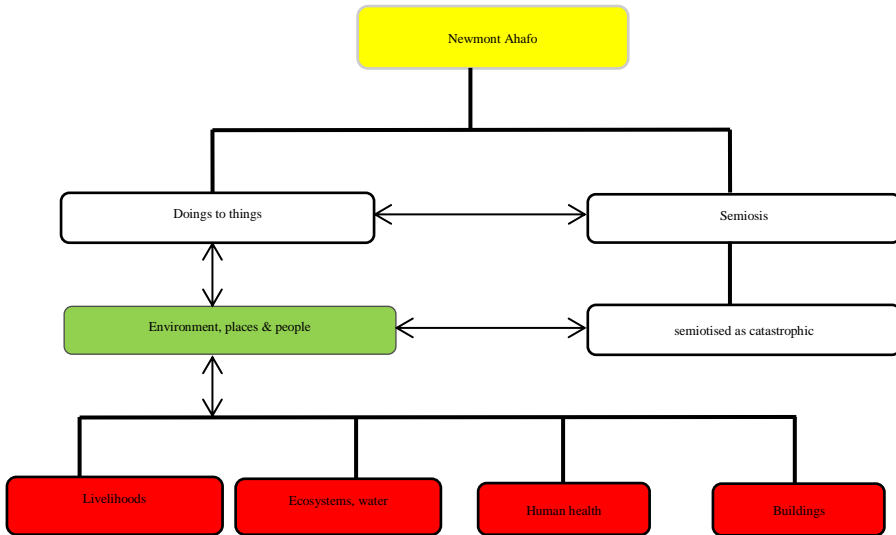 Newmont Ahafo
Doings to things
Semiosis
Environment, places & people
semiotised as catastrophic
Livelihoods
Ecosystems, water
Human health
Buildings